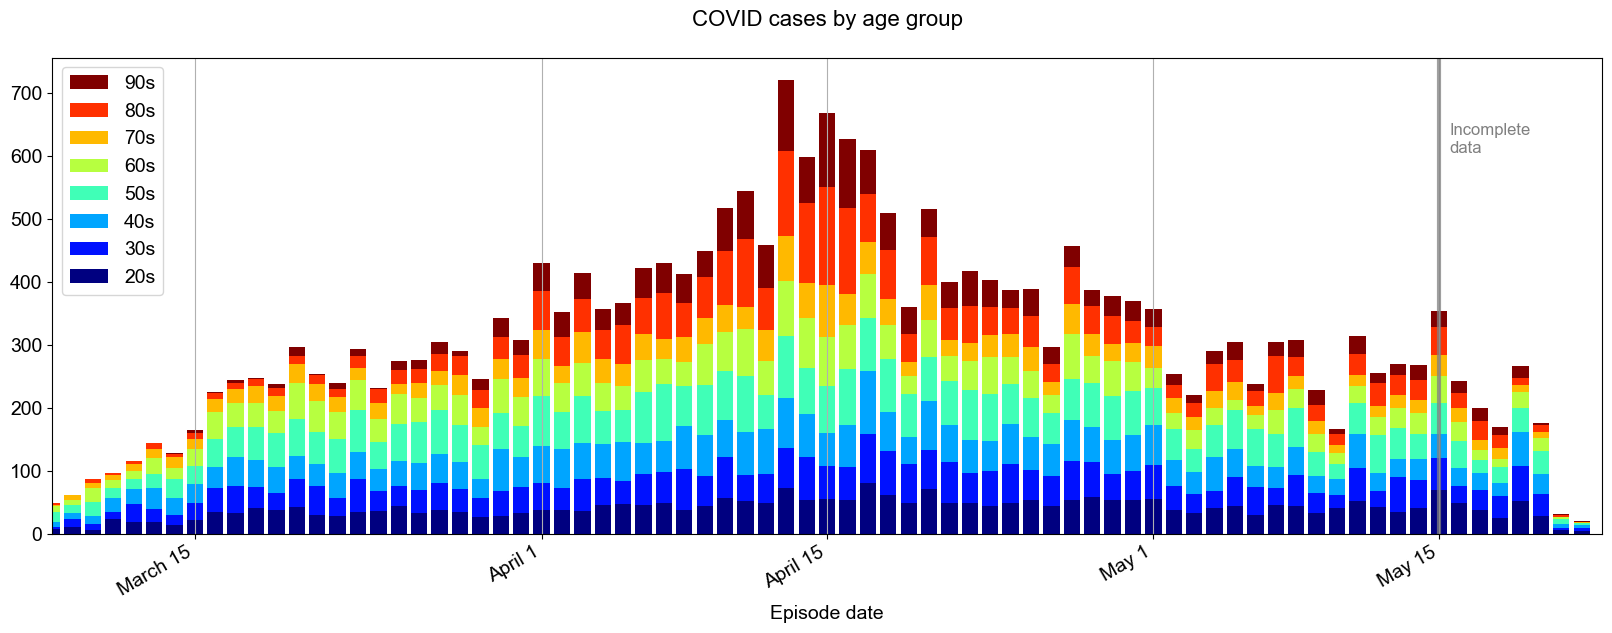 COVID cases by age group
90s
80s
70s
60s
50s
40s
30s
20s
Incomplete
data
700
600
500
400
300
200
100
0
March 15
April 1
April 15
May 1
May 15
Episode date